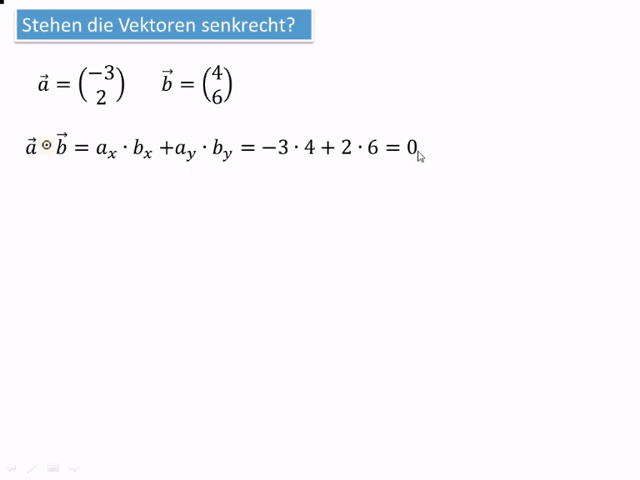 Stehen die Vektoren senkrecht?
a⃗ = (−3 2) b⃗ = (4 6)
a⃗ ⊙ b⃗ = aₓ · bₓ + a_y · b_y = −3 · 4 + 2 · 6 = 0